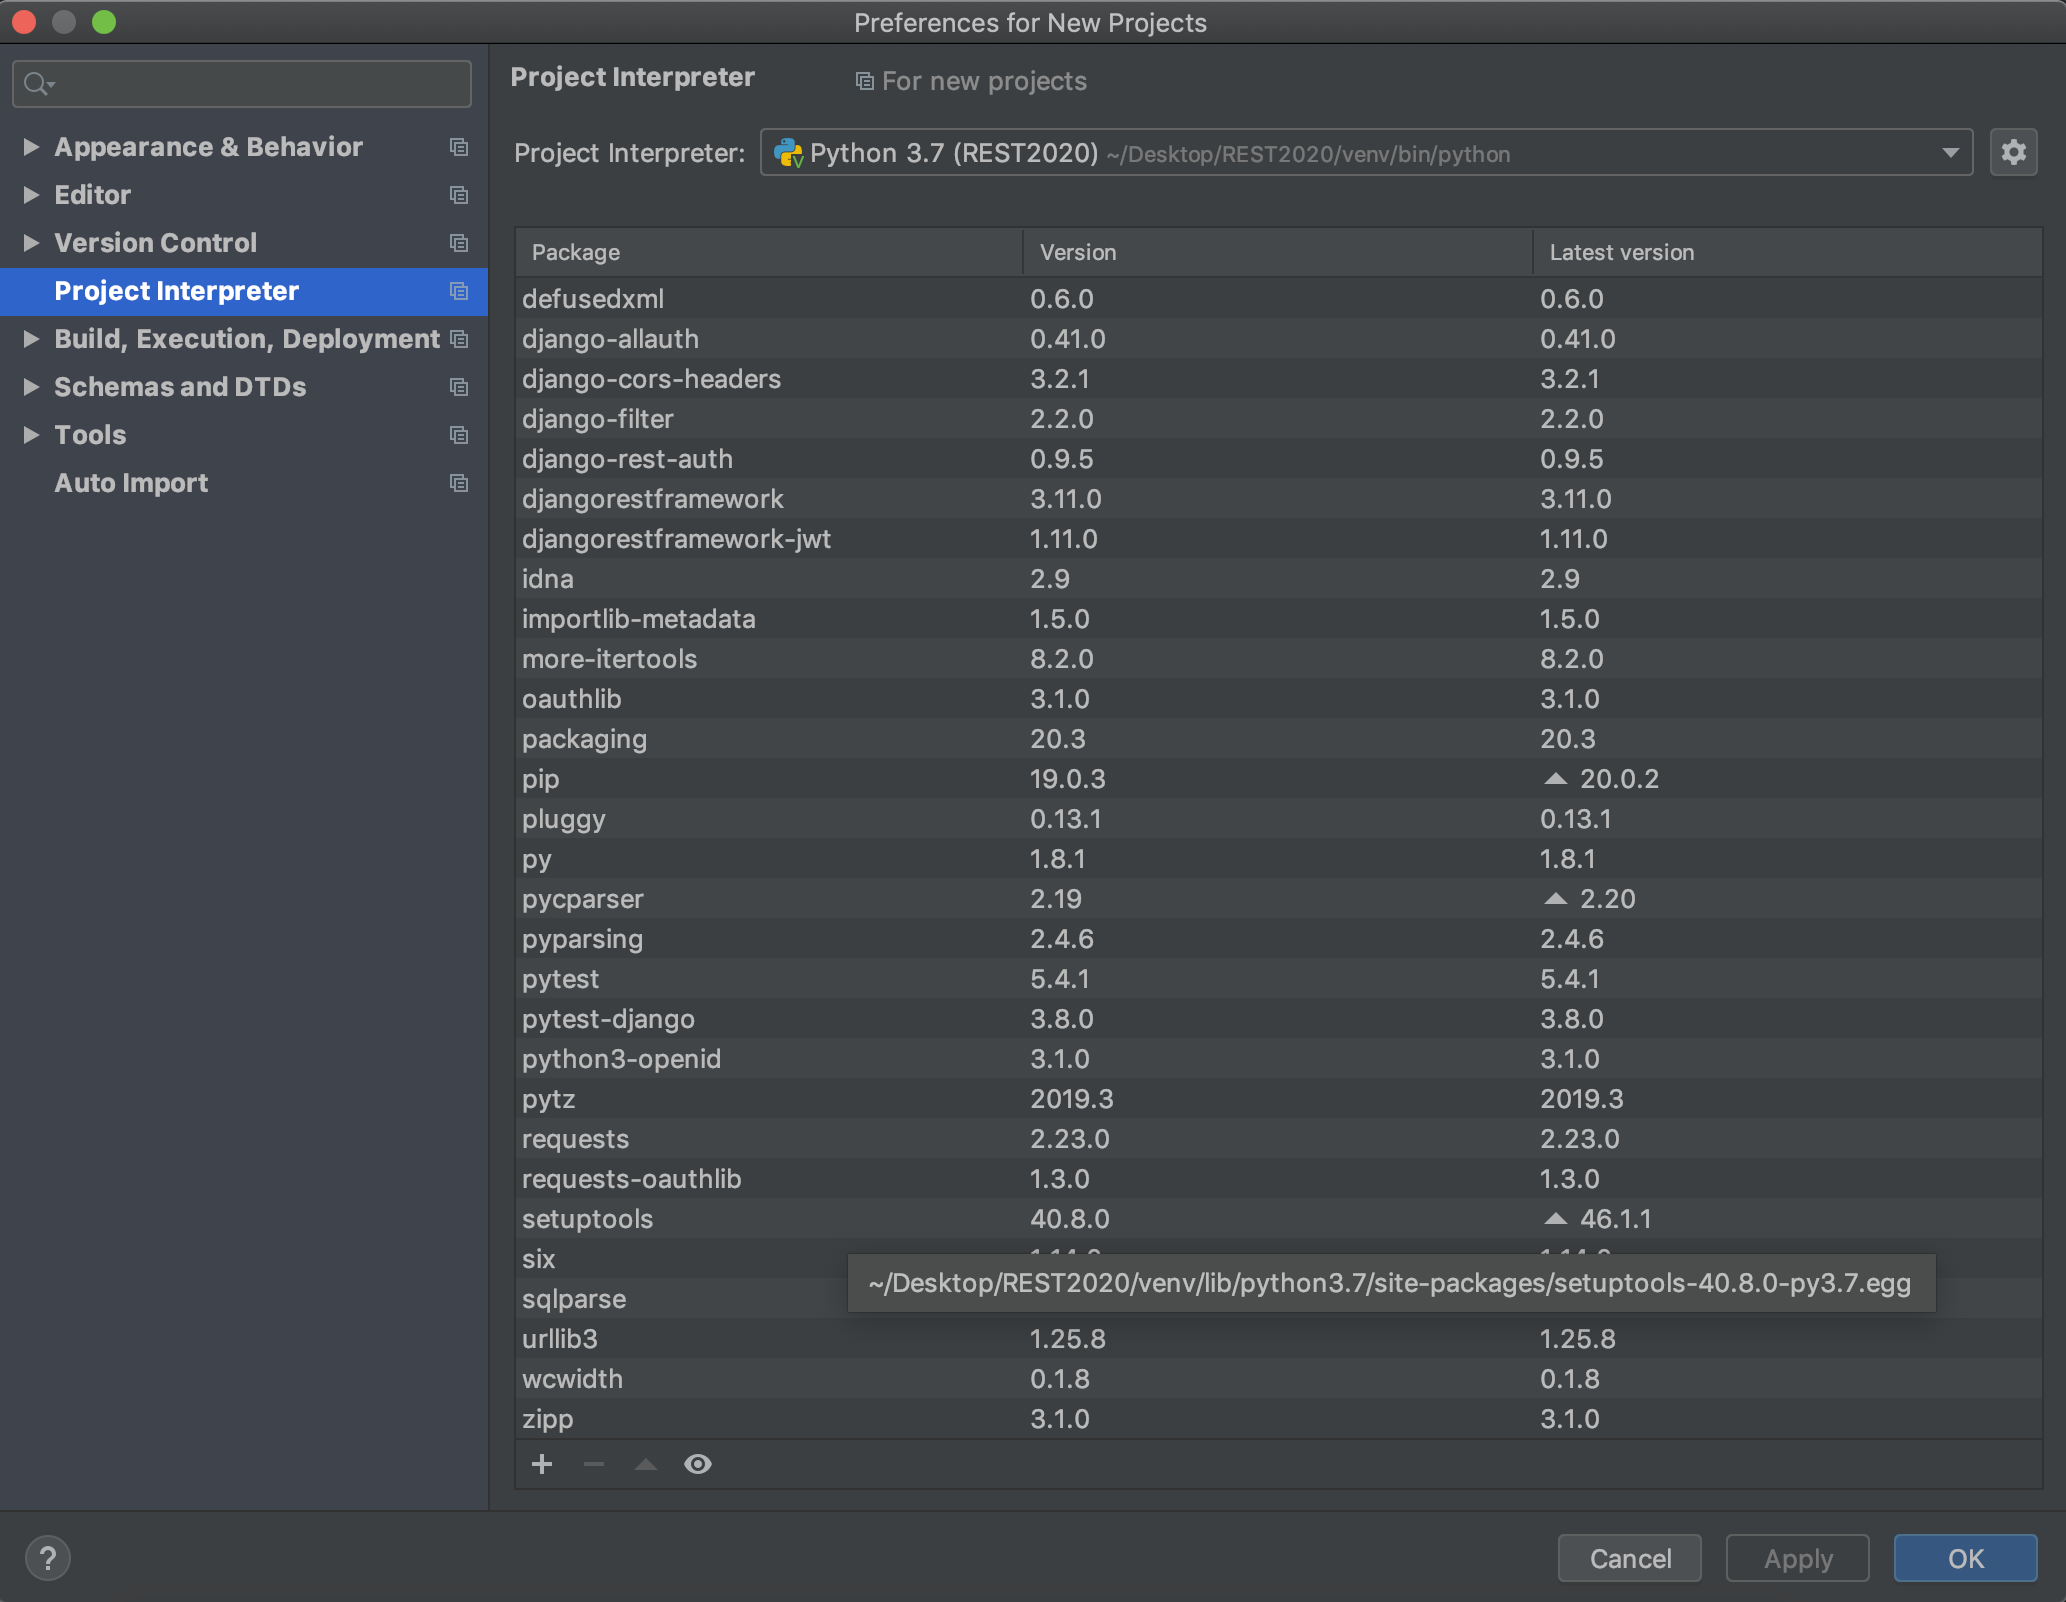 Preferences for New Projects
Appearance & Behavior
Editor
Version Control
Project Interpreter
Build, Execution, Deployment
Schemas and DTDs
Tools
Auto Import
Project Interpreter For new projects
Project Interpreter: Python 3.7 (REST2020) ~/Desktop/REST2020/venv/bin/python
Package Version Latest version
defusedxml 0.6.0 0.6.0
django-allauth 0.41.0 0.41.0
django-cors-headers 3.2.1 3.2.1
django-filter 2.2.0 2.2.0
django-rest-auth 0.9.5 0.9.5
djangorestframework 3.11.0 3.11.0
djangorestframework-jwt 1.11.0 1.11.0
idna 2.9 2.9
importlib-metadata 1.5.0 1.5.0
more-itertools 8.2.0 8.2.0
oauthlib 3.1.0 3.1.0
packaging 20.3 20.3
pip 19.0.3 20.0.2
pluggy 0.13.1 0.13.1
py 1.8.1 1.8.1
pycparser 2.19 2.20
pyparsing 2.4.6 2.4.6
pytest 5.4.1 5.4.1
pytest-django 3.8.0 3.8.0
python3-openid 3.1.0 3.1.0
pytz 2019.3 2019.3
requests 2.23.0 2.23.0
requests-oauthlib 1.3.0 1.3.0
setuptools 40.8.0 46.1.1
six
~/Desktop/REST2020/venv/lib/python3.7/site-packages/setuptools-40.8.0-py3.7.egg
sqlparse
urllib3 1.25.8 1.25.8
wcwidth 0.1.8 0.1.8
zipp 3.1.0 3.1.0
? Cancel Apply OK